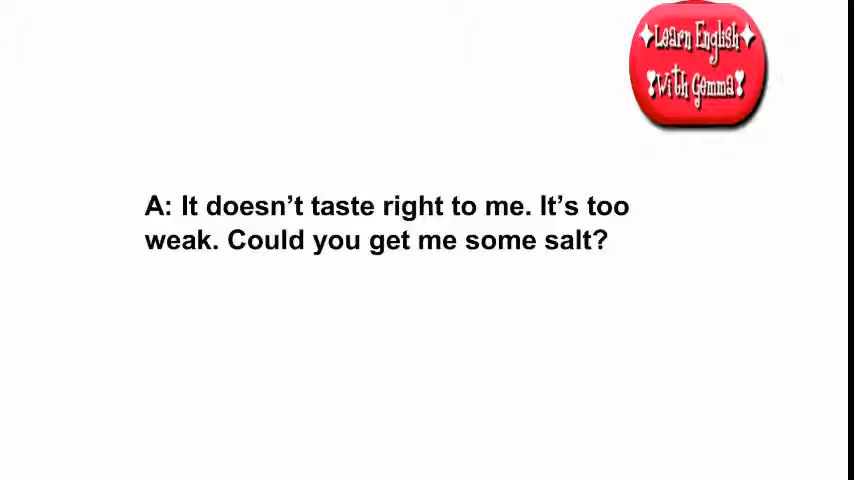 Learn English
With Gemma
A: It doesn’t taste right to me. It’s too
weak. Could you get me some salt?